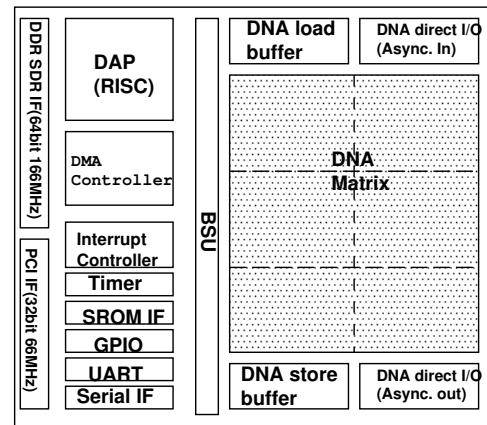 DDR SDR IF(64bit 166MHz)
PCI IF(32bit 66MHz)
DAP
(RISC)
DMA
Controller
Interrupt
Controller
Timer
SROM IF
GPIO
UART
Serial IF
BSU
DNA load
buffer
DNA direct I/O
(Async. In)
DNA
Matrix
DNA store
buffer
DNA direct I/O
(Async. out)